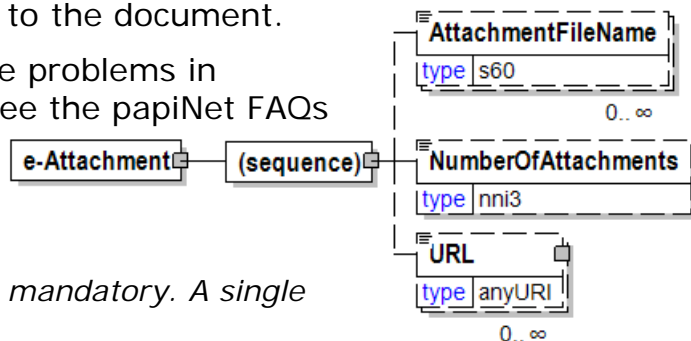 to the document.
e problems in
ee the papiNet FAQs
mandatory. A single
e-Attachment
(sequence)
AttachmentFileName
type s60
0.. ∞
NumberOfAttachments
type nni3
URL
type anyURI
0.. ∞